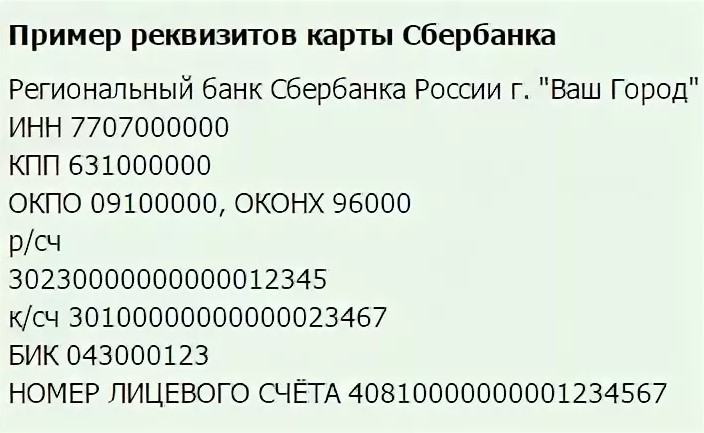 Пример реквизитов карты Сбербанка
Региональный банк Сбербанка России г. "Ваш Город"
ИНН 7707000000
КПП 631000000
ОКПО 09100000, ОКОНХ 96000
р/сч
30230000000000012345
к/сч 30100000000000023467
БИК 043000123
НОМЕР ЛИЦЕВОГО СЧЁТА 40810000000001234567